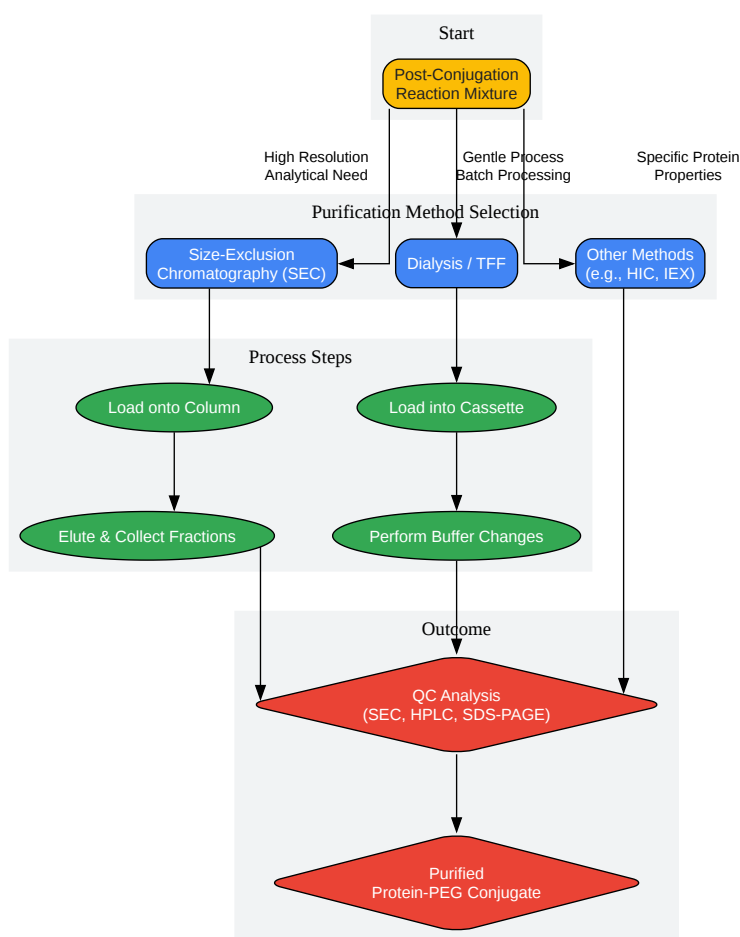 Start
Post-Conjugation
Reaction Mixture
High Resolution
Analytical Need
Gentle Process
Batch Processing
Specific Protein
Properties
Purification Method Selection
Size-Exclusion
Chromatography (SEC)
Dialysis / TFF
Other Methods
(e.g., HIC, IEX)
Process Steps
Load onto Column
Load into Cassette
Elute & Collect Fractions
Perform Buffer Changes
Outcome
QC Analysis
(SEC, HPLC, SDS-PAGE)
Purified
Protein-PEG Conjugate